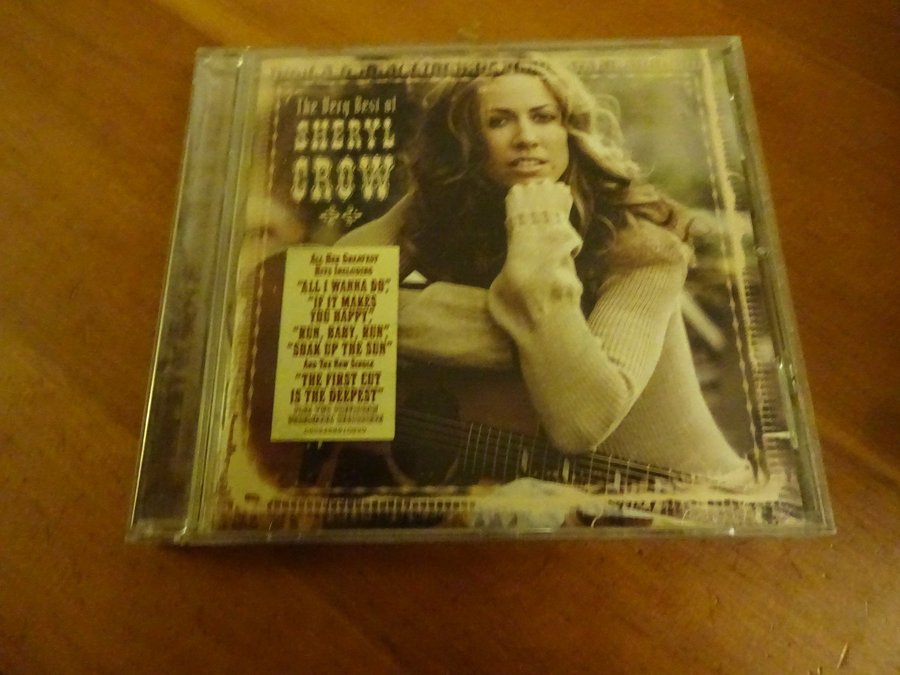 The Very Best of
SHERYL
CROW
ALL HER GREATEST
HITS INCLUDING
"ALL I WANNA DO",
"IF IT MAKES
YOU HAPPY",
"RUN, BABY, RUN",
"SOAK UP THE SUN"
AND THE NEW SINGLE
"THE FIRST CUT
IS THE DEEPEST"